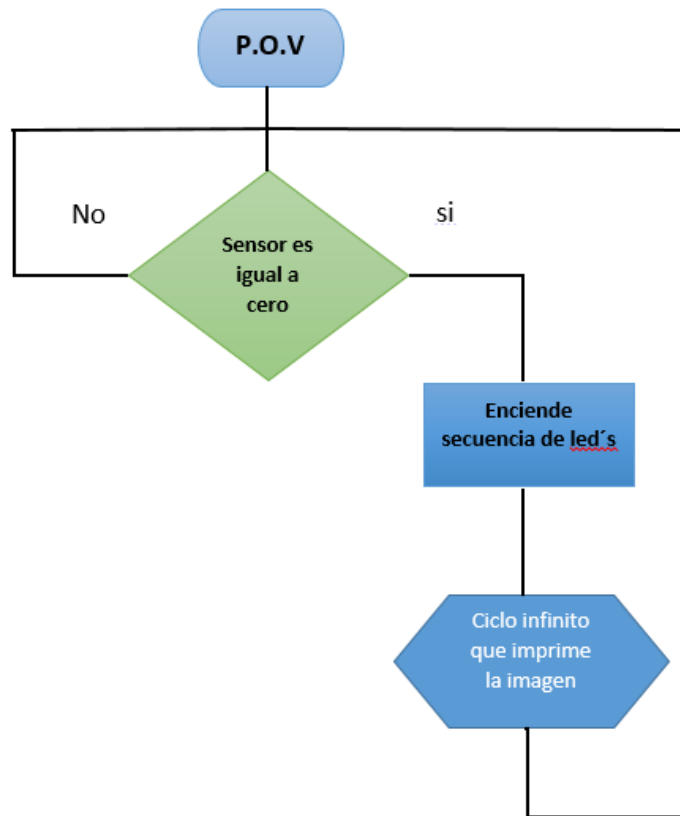 P.O.V
No
si
Sensor es
igual a
cero
Enciende
secuencia de led´s
Ciclo infinito
que imprime
la imagen